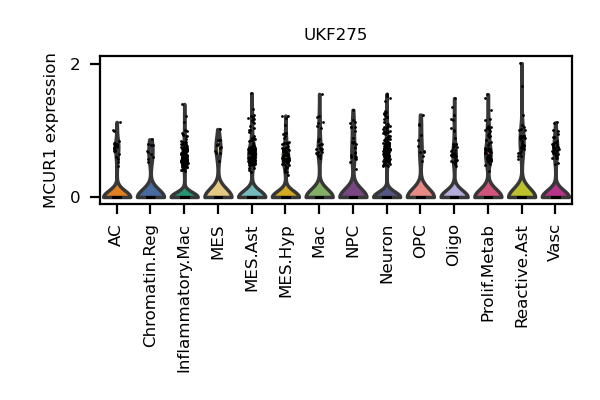 UKF275
MCUR1 expression
2
0
AC
Chromatin.Reg
Inflammatory.Mac
MES
MES.Ast
MES.Hyp
Mac
NPC
Neuron
OPC
Oligo
Prolif.Metab
Reactive.Ast
Vasc